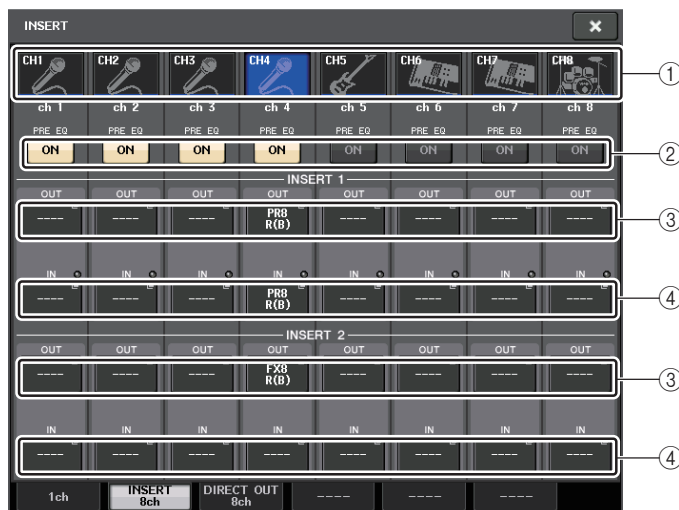 INSERT ×
CH1 CH2 CH3 CH4 CH5 CH6 CH7 CH8
①
ch 1 ch 2 ch 3 ch 4 ch 5 ch 6 ch 7 ch 8
PRE EQ PRE EQ PRE EQ PRE EQ PRE EQ PRE EQ PRE EQ PRE EQ
ON ON ON ON ON ON ON ON
②
INSERT 1
OUT OUT OUT OUT OUT OUT OUT OUT
---- ---- ---- PR8 ---- ---- ---- ----
R(B)
③
IN IN IN IN IN IN IN IN
---- ---- ---- PR8 ---- ---- ---- ----
R(B)
④
INSERT 2
OUT OUT OUT OUT OUT OUT OUT OUT
---- ---- ---- FX8 ---- ---- ---- ----
R(B)
③
IN IN IN IN IN IN IN IN
---- ---- ---- ---- ---- ---- ---- ----
④
1ch INSERT DIRECT OUT ---- ---- ----
8ch 8ch